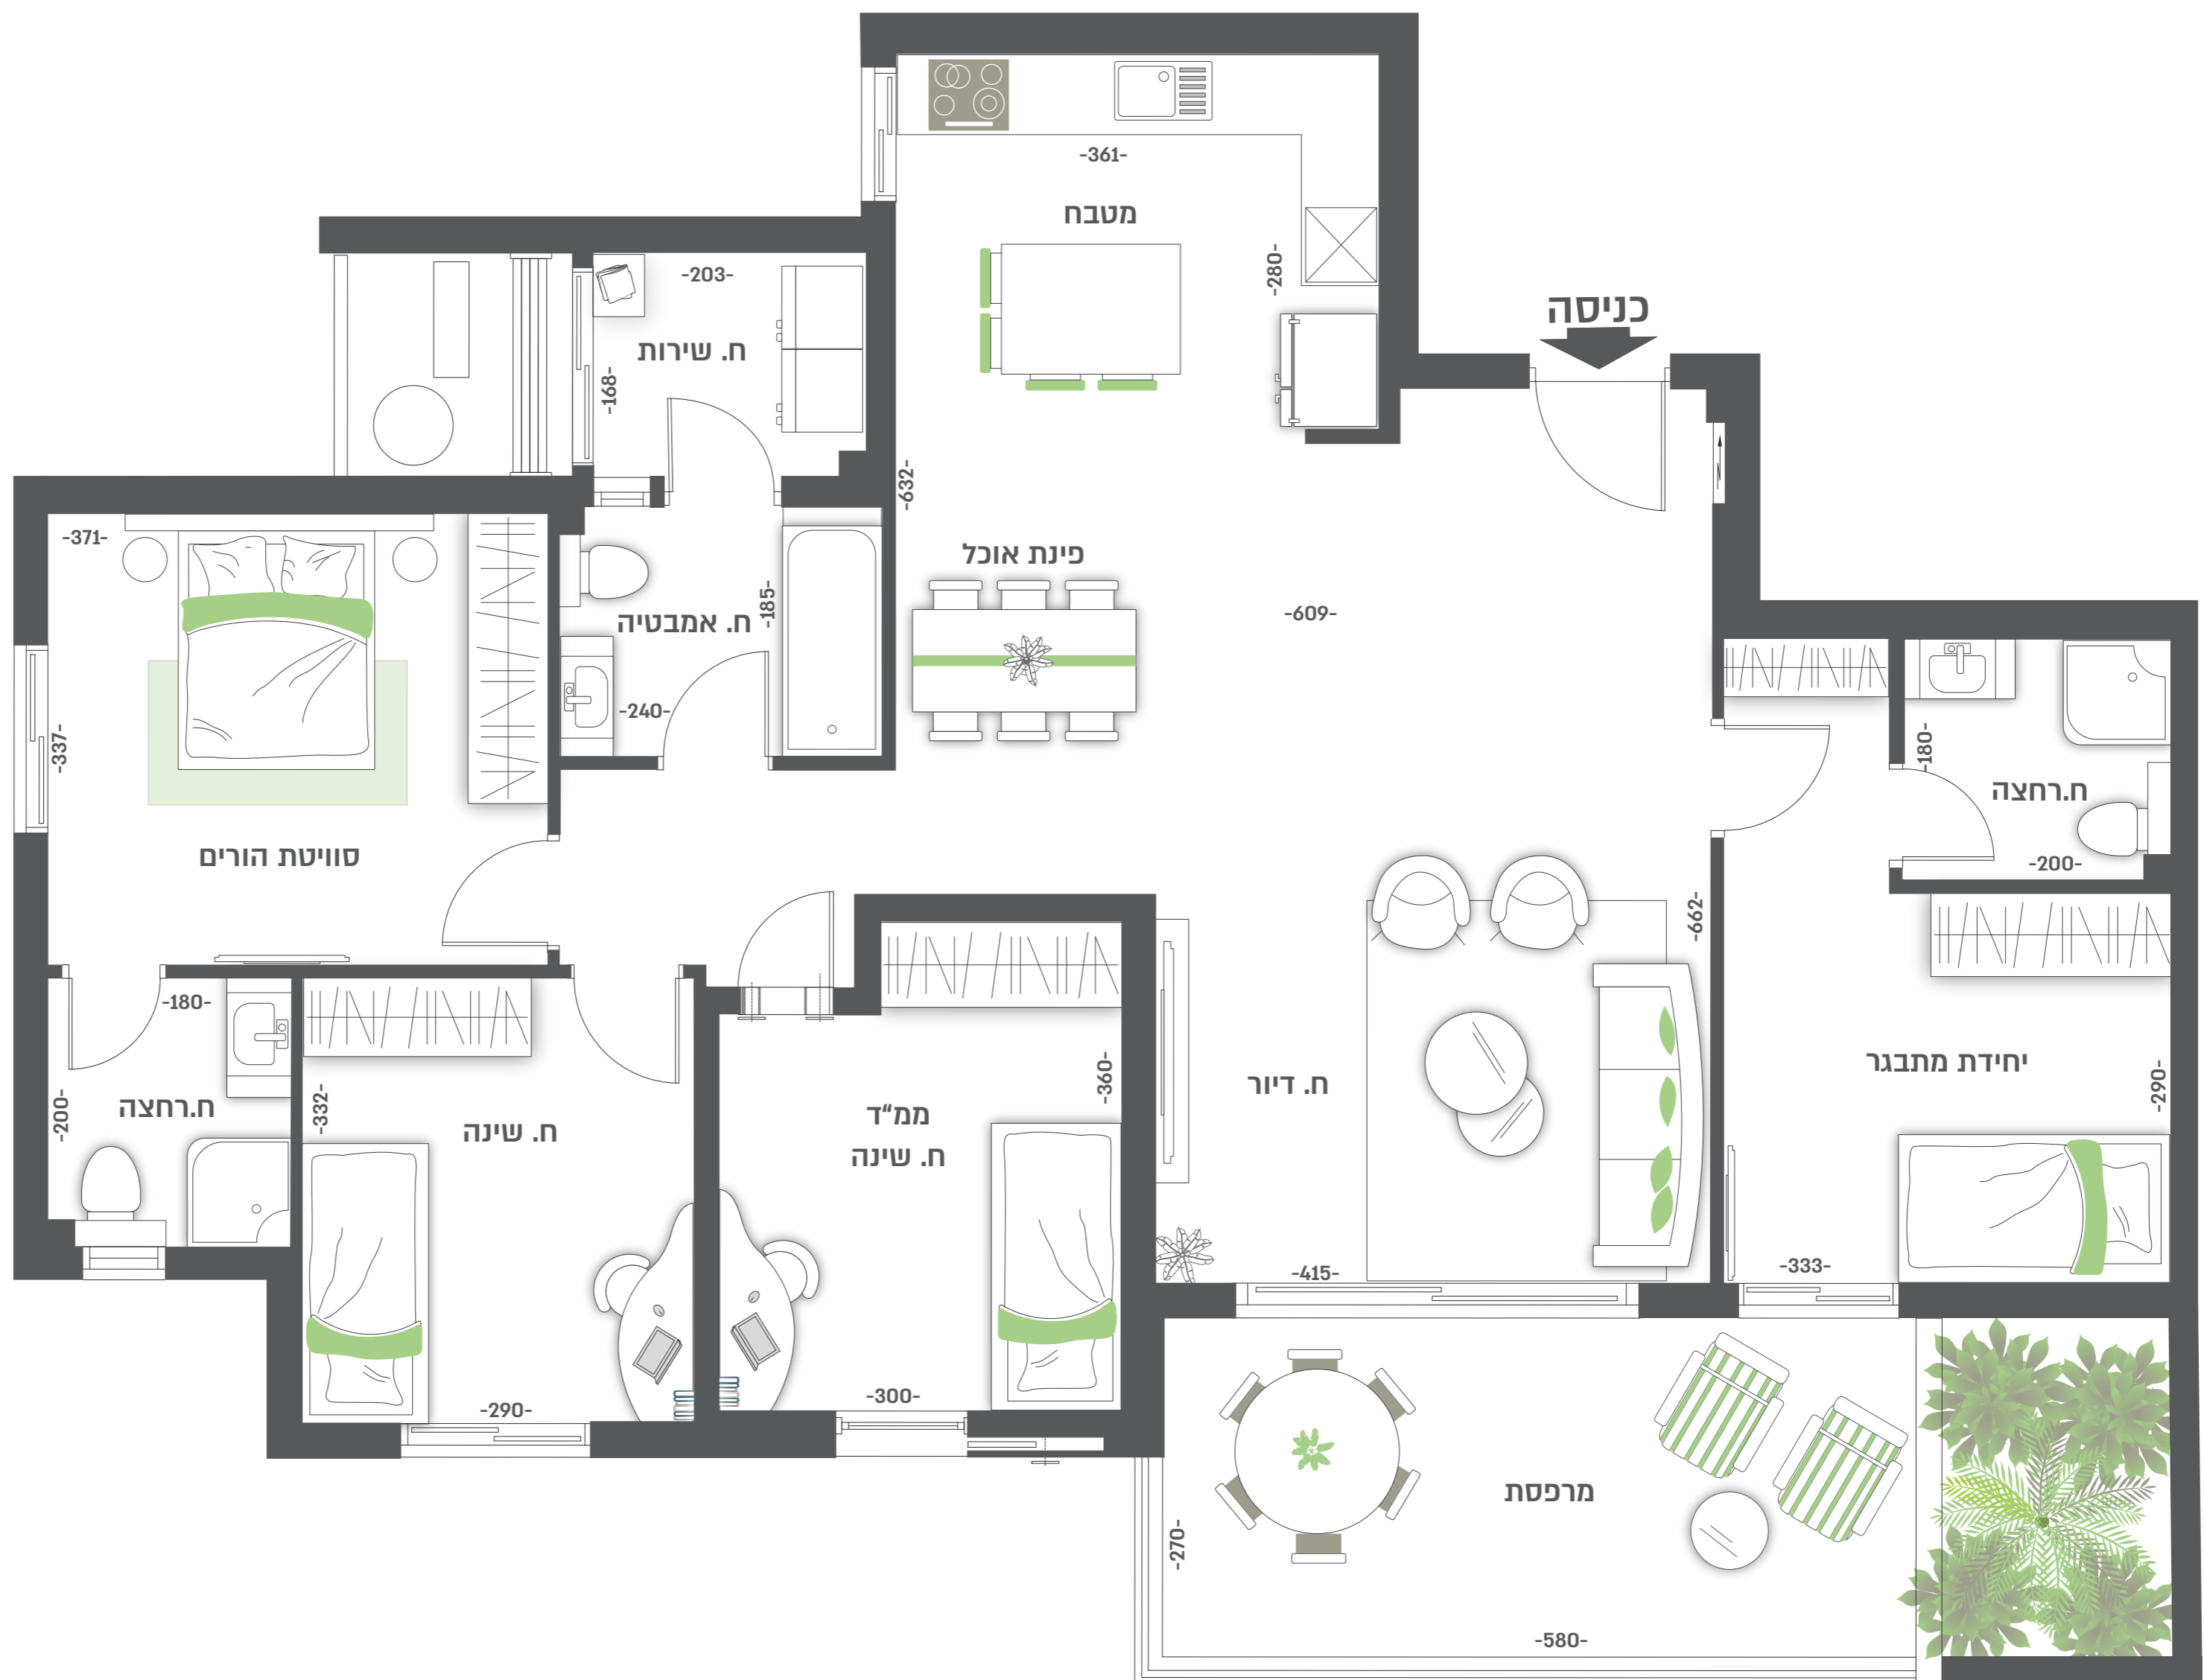 -361-
מטבח
-280-
כניסה
-203-
ח. שירות
-168-
-632-
-371-
פינת אוכל
-609-
ח. אמבטיה
-185-
-240-
-337-
סוויטת הורים
-180-
ח.רחצה
-200-
-662-
-180-
ח.רחצה
-200-
-332-
ח. שינה
-290-
ממ“ד
ח. שינה
-360-
-300-
ח. דיור
-415-
יחידת מתבגר
-290-
-333-
מרפסת
-270-
-580-